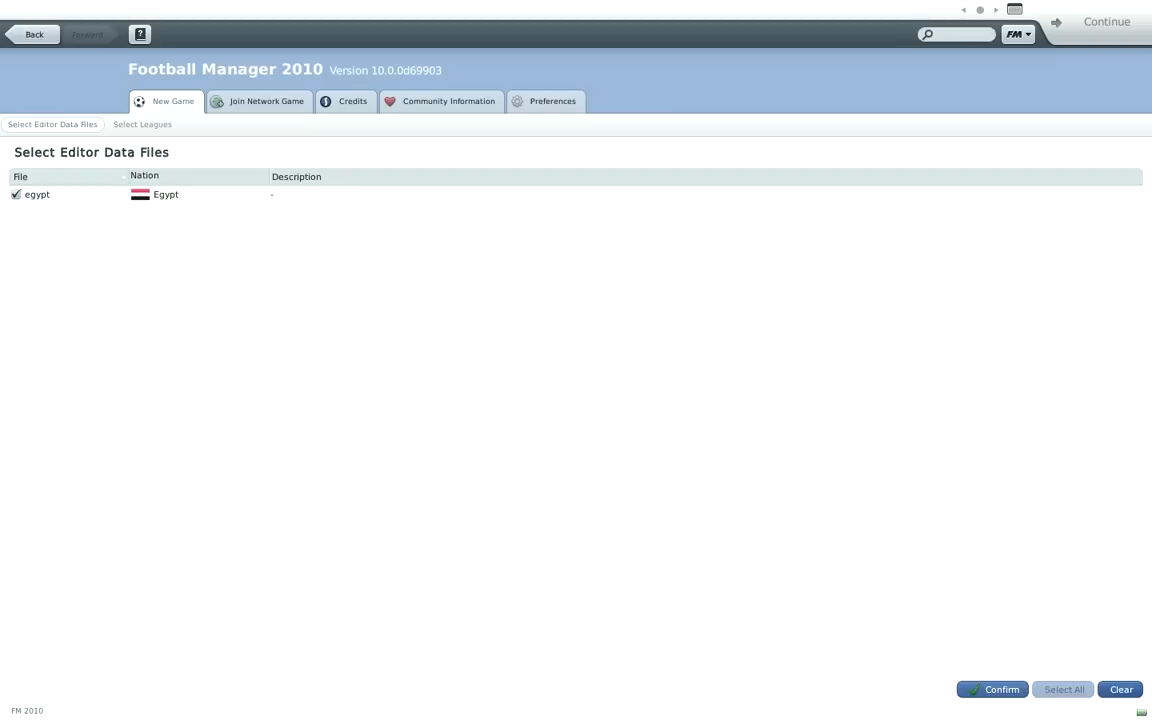 Continue
Back
Forward
?
FM
Football Manager 2010 Version 10.0.0d69903
New Game
Join Network Game
Credits
Community Information
Preferences
Select Editor Data Files
Select Leagues
Select Editor Data Files
File
Nation
Description
egypt
Egypt
-
Confirm
Select All
Clear
FM 2010